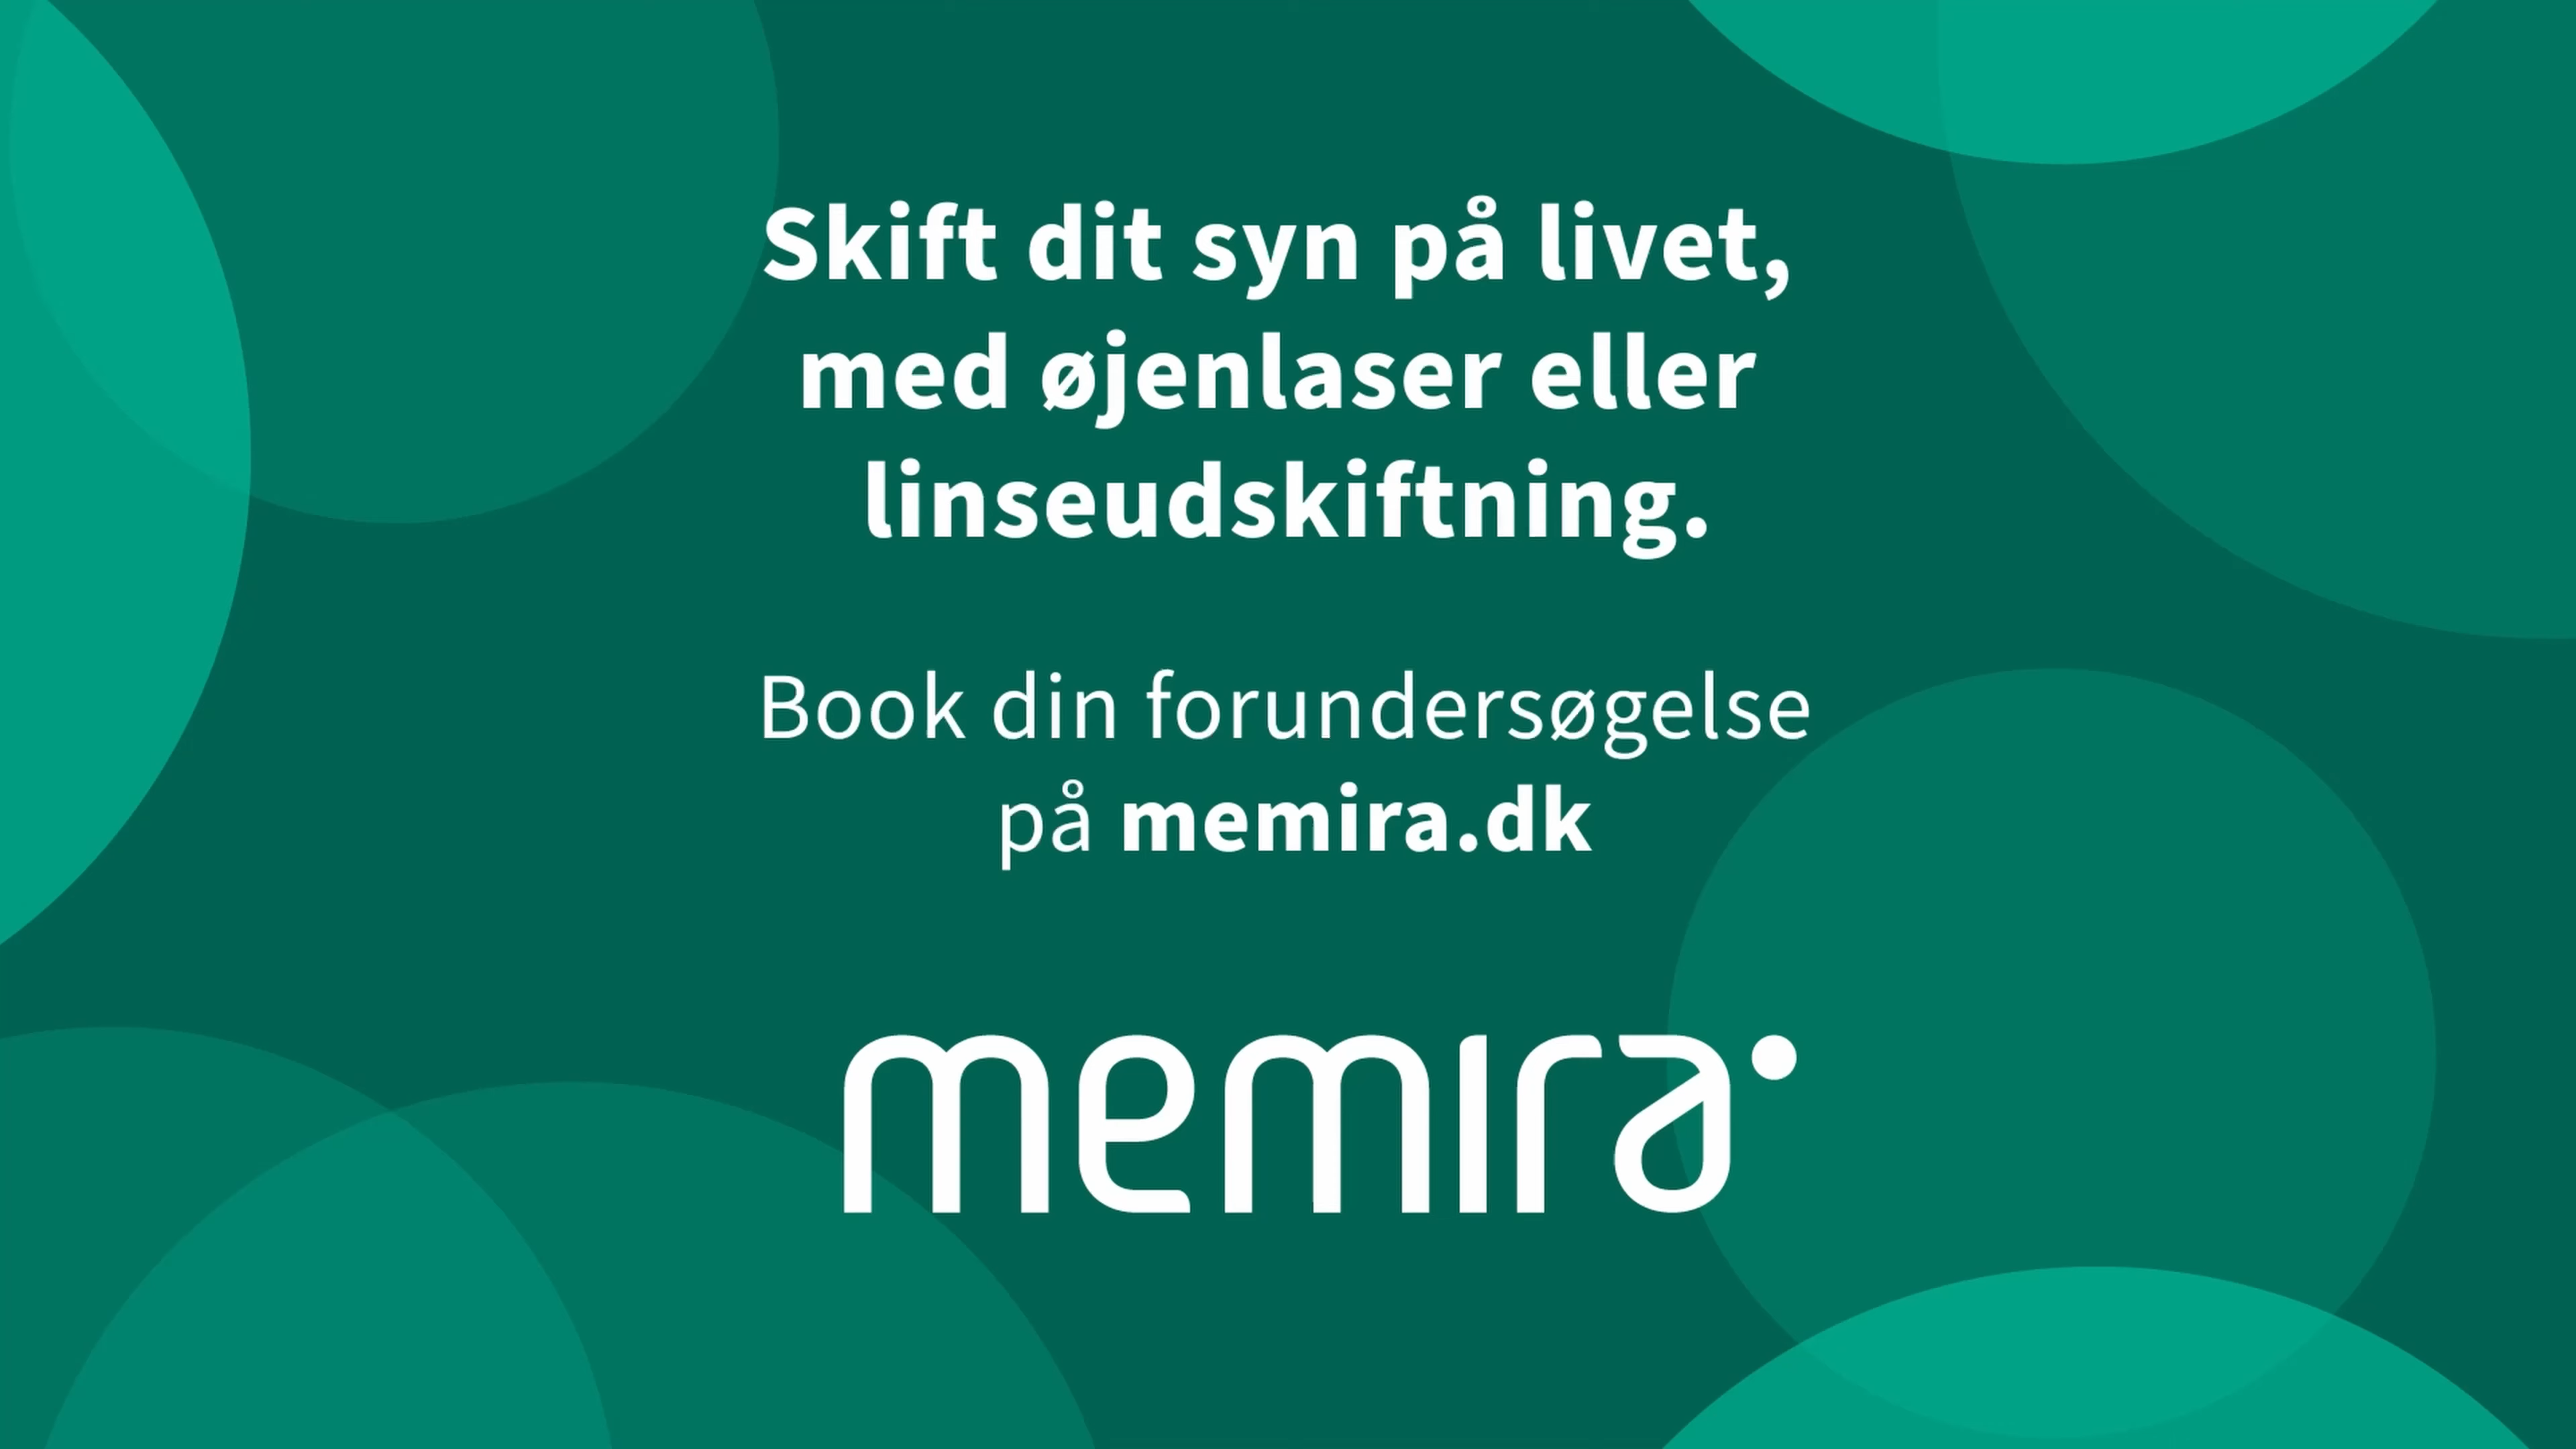 Skift dit syn på livet,
med øjenlaser eller
linseudskiftning.
Book din forundersøgelse
på memira.dk
memira